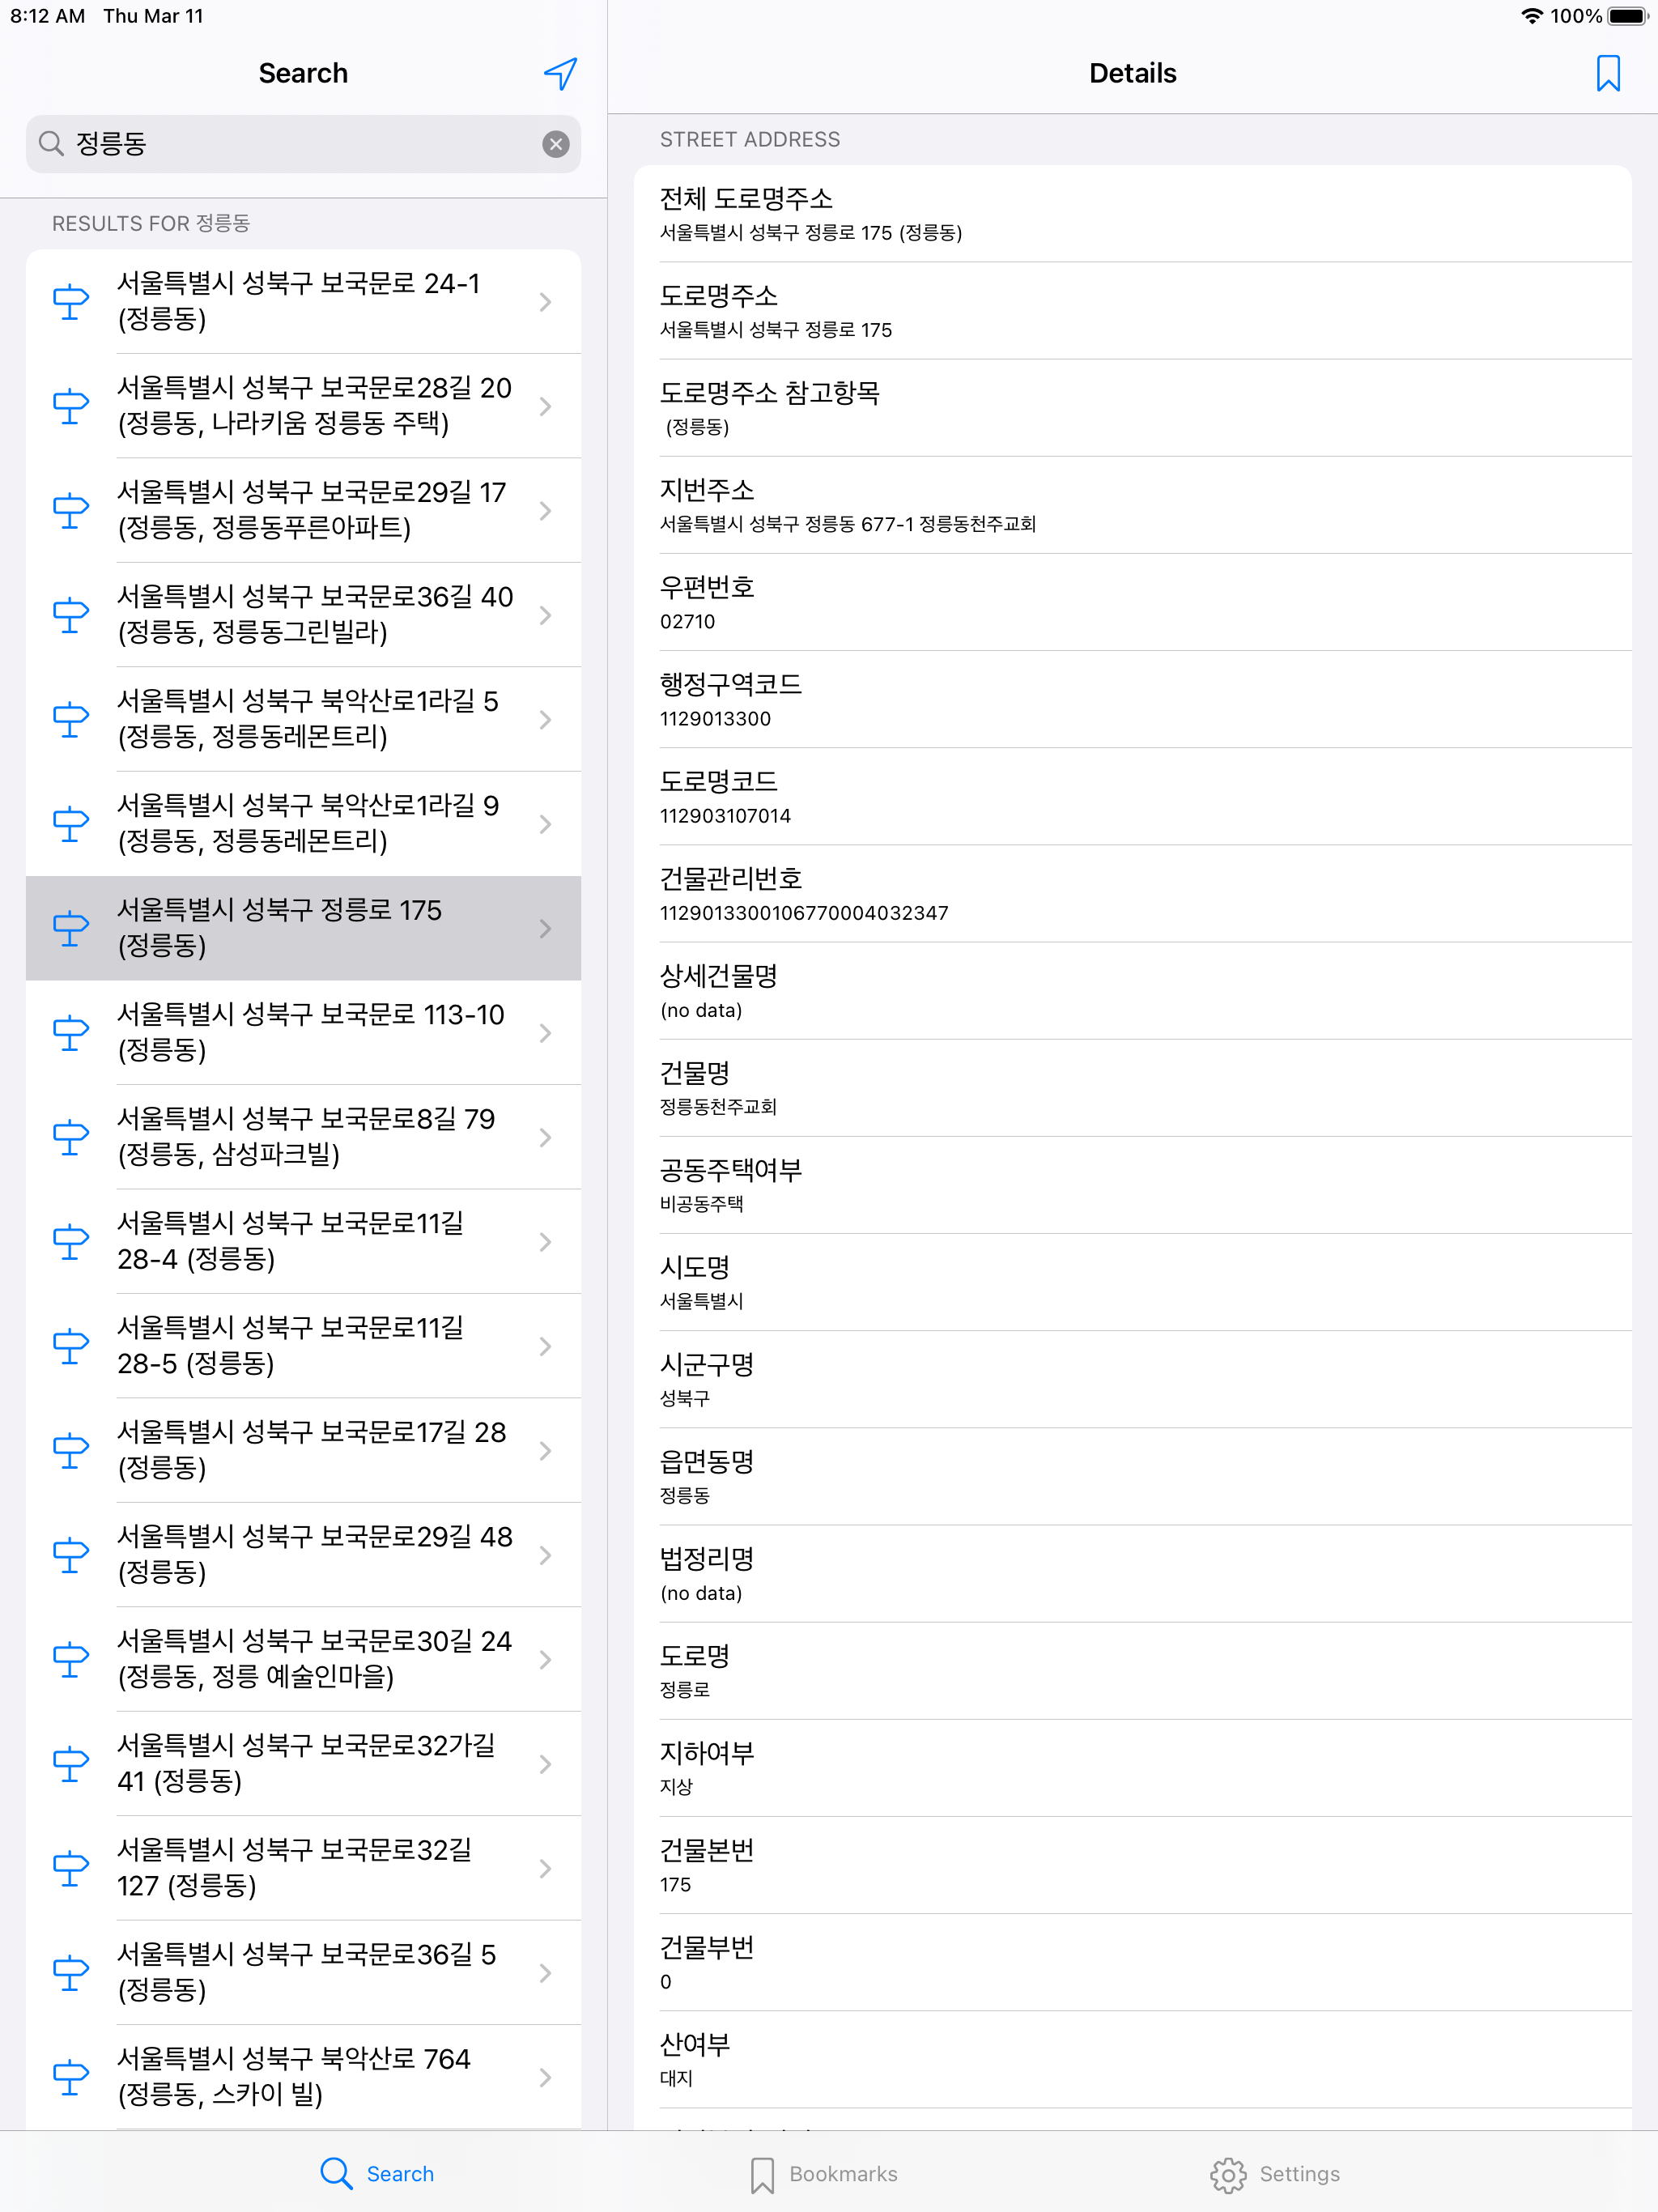 8:12 AM Thu Mar 11
100%
Search
정릉동
RESULTS FOR 정릉동
서울특별시 성북구 보국문로 24-1
(정릉동)
서울특별시 성북구 보국문로28길 20
(정릉동, 나라키움 정릉동 주택)
서울특별시 성북구 보국문로29길 17
(정릉동, 정릉동푸른아파트)
서울특별시 성북구 보국문로36길 40
(정릉동, 정릉동그린빌라)
서울특별시 성북구 북악산로1라길 5
(정릉동, 정릉동레몬트리)
서울특별시 성북구 북악산로1라길 9
(정릉동, 정릉동레몬트리)
서울특별시 성북구 정릉로 175
(정릉동)
서울특별시 성북구 보국문로 113-10
(정릉동)
서울특별시 성북구 보국문로8길 79
(정릉동, 삼성파크빌)
서울특별시 성북구 보국문로11길
28-4 (정릉동)
서울특별시 성북구 보국문로11길
28-5 (정릉동)
서울특별시 성북구 보국문로17길 28
(정릉동)
서울특별시 성북구 보국문로29길 48
(정릉동)
서울특별시 성북구 보국문로30길 24
(정릉동, 정릉 예술인마을)
서울특별시 성북구 보국문로32가길
41 (정릉동)
서울특별시 성북구 보국문로32길
127 (정릉동)
서울특별시 성북구 보국문로36길 5
(정릉동)
서울특별시 성북구 북악산로 764
(정릉동, 스카이 빌)
Details
STREET ADDRESS
전체 도로명주소
서울특별시 성북구 정릉로 175 (정릉동)
도로명주소
서울특별시 성북구 정릉로 175
도로명주소 참고항목
(정릉동)
지번주소
서울특별시 성북구 정릉동 677-1 정릉동천주교회
우편번호
02710
행정구역코드
1129013300
도로명코드
112903107014
건물관리번호
1129013300106770004032347
상세건물명
(no data)
건물명
정릉동천주교회
공동주택여부
비공동주택
시도명
서울특별시
시군구명
성북구
읍면동명
정릉동
법정리명
(no data)
도로명
정릉로
지하여부
지상
건물본번
175
건물부번
0
산여부
대지
Search
Bookmarks
Settings